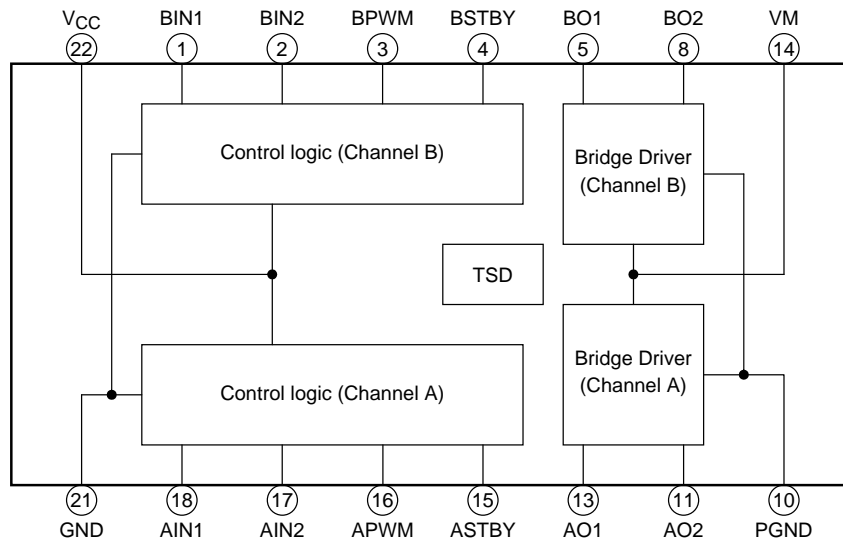 VCC BIN1 BIN2 BPWM BSTBY BO1 BO2 VM
22 1 2 3 4 5 8 14
Control logic (Channel B)
Bridge Driver
(Channel B)
TSD
Control logic (Channel A)
Bridge Driver
(Channel A)
21 18 17 16 15 13 11 10
GND AIN1 AIN2 APWM ASTBY AO1 AO2 PGND